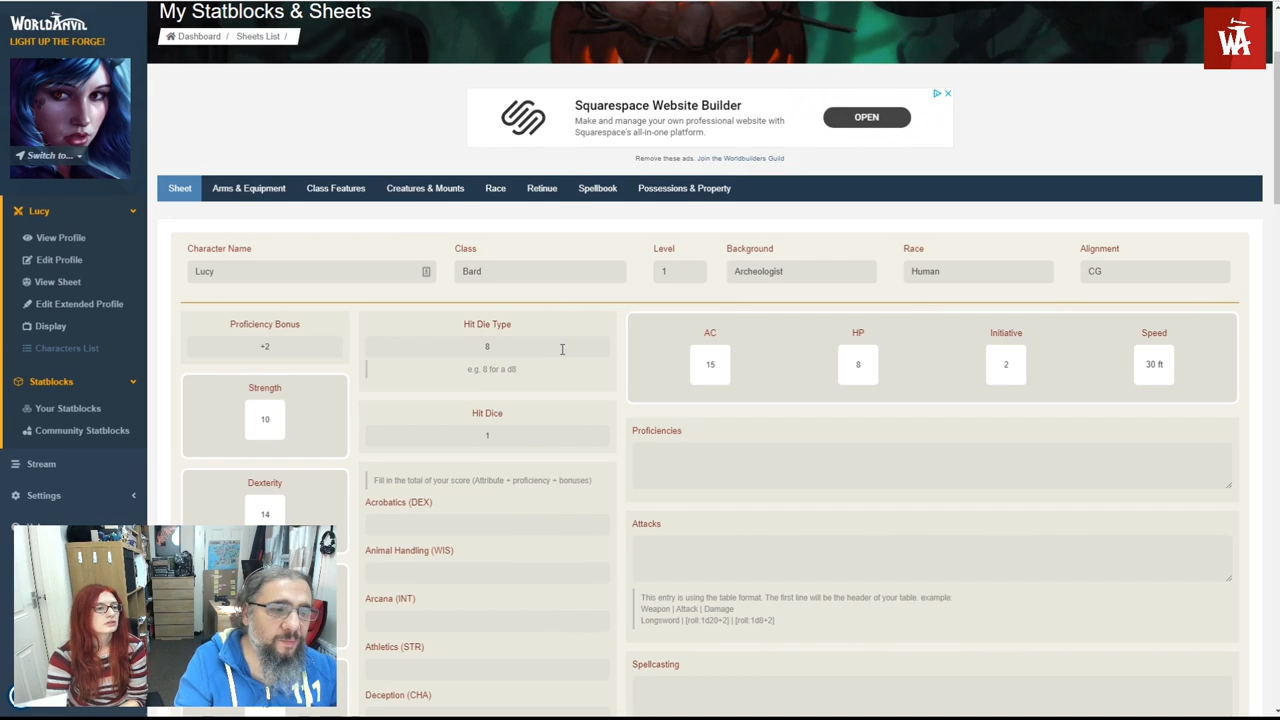 WORLDANVIL
LIGHT UP THE FORGE!
Switch to...
Lucy
View Profile
Edit Profile
View Sheet
Edit Extended Profile
Display
Characters List
Statblocks
Your Statblocks
Community Statblocks
Stream
Settings
My Statblocks & Sheets
Dashboard / Sheets List /
WA
Squarespace Website Builder
Make and manage your own professional website with
Squarespace's all-in-one platform.
OPEN
Remove these ads. Join the Worldbuilders Guild
Sheet Arms & Equipment Class Features Creatures & Mounts Race Retinue Spellbook Possessions & Property
Character Name Class Level Background Race Alignment
Lucy Bard 1 Archeologist Human CG
Proficiency Bonus
+2
Strength
10
Dexterity
14
Hit Die Type
8
e.g. 8 for a d8
Hit Dice
1
Fill in the total of your score (Attribute + proficiency + bonuses)
Acrobatics (DEX)
Animal Handling (WIS)
Arcana (INT)
Athletics (STR)
Deception (CHA)
AC HP Initiative Speed
15 8 2 30 ft
Proficiencies
Attacks
This entry is using the table format. The first line will be the header of your table. example:
Weapon | Attack | Damage
Longsword | [roll:1d20+2] | [roll:1d8+2]
Spellcasting